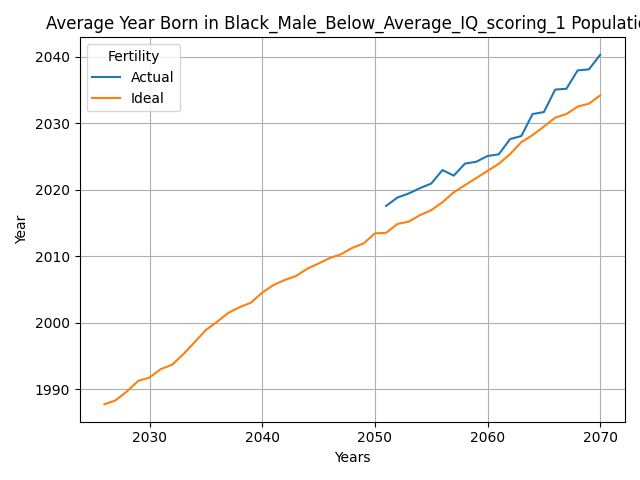 Average Year Born in Black_Male_Below_Average_IQ_scoring_1 Populatio
Fertility
Actual
Ideal
2040
2030
2020
2010
2000
1990
Year
2030 2040 2050 2060 2070
Years